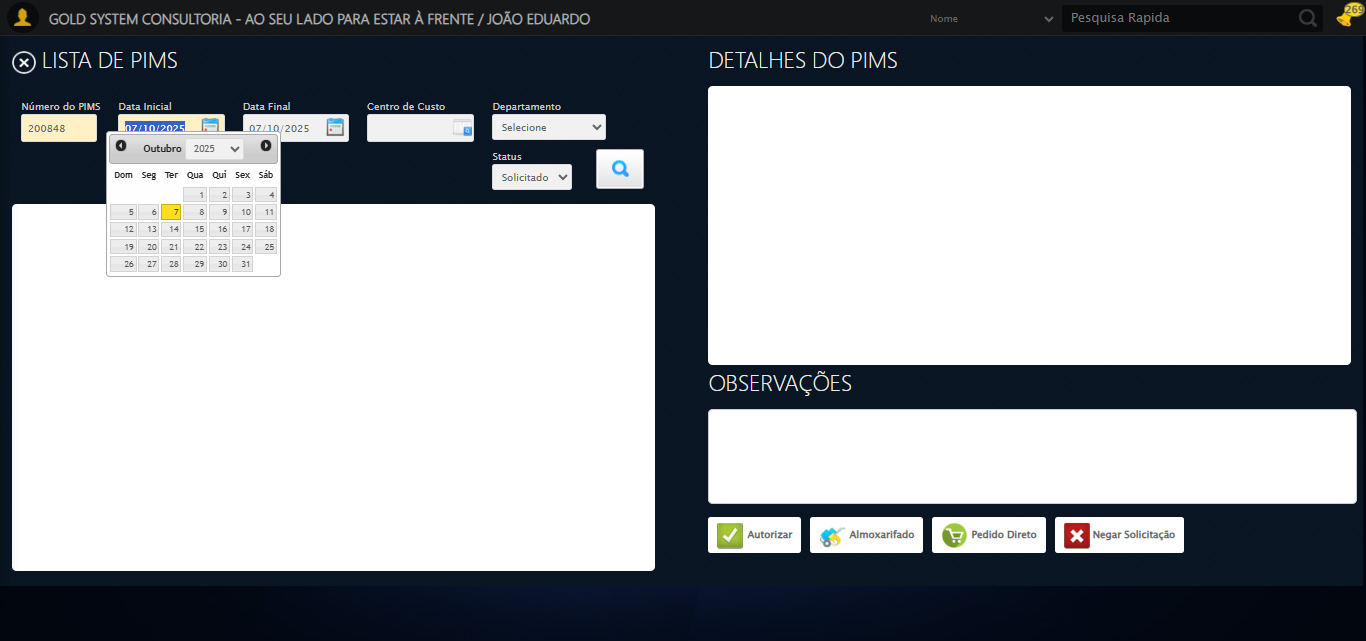 GOLD SYSTEM CONSULTORIA - AO SEU LADO PARA ESTAR À FRENTE / JOÃO EDUARDO
Nome
Pesquisa Rapida
269
LISTA DE PIMS
Número do PIMS
Data Inicial
Data Final
Centro de Custo
Departamento
200848
07/10/2025
07/10/2025
Selecione
Status
Solicitado
Outubro 2025
Dom Seg Ter Qua Qui Sex Sáb
1 2 3 4
5 6 7 8 9 10 11
12 13 14 15 16 17 18
19 20 21 22 23 24 25
26 27 28 29 30 31
DETALHES DO PIMS
OBSERVAÇÕES
Autorizar
Almoxarifado
Pedido Direto
Negar Solicitação